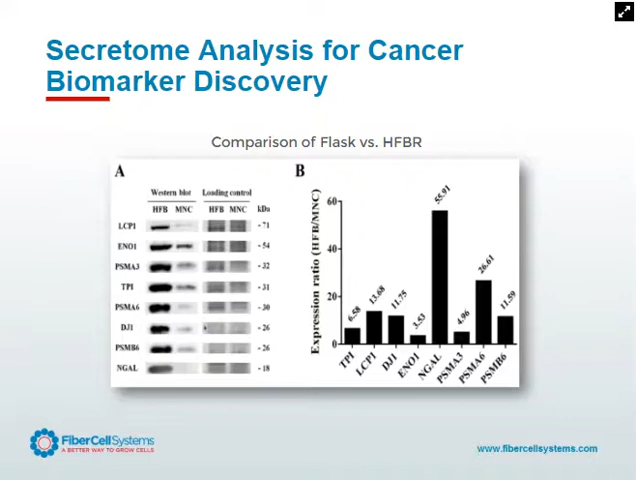 Secretome Analysis for Cancer
Biomarker Discovery
Comparison of Flask vs. HFBR
A
Western blot Loading control
HFB MNC HFB MNC kDa
LCP1 - 71
ENO1 - 54
PSMA3 - 32
TPI - 31
PSMA6 - 30
DJ1 - 26
PSMB6 - 26
NGAL - 18
B
Expression ratio (HFB/MNC)
60
40
20
0
6.58 13.68 11.75 3.53 55.91 4.96 26.61 11.59
TPI LCP1 DJ1 ENO1 NGAL PSMA3 PSMA6 PSMB6
FiberCellSystems
A BETTER WAY TO GROW CELLS
www.fibercellsystems.com